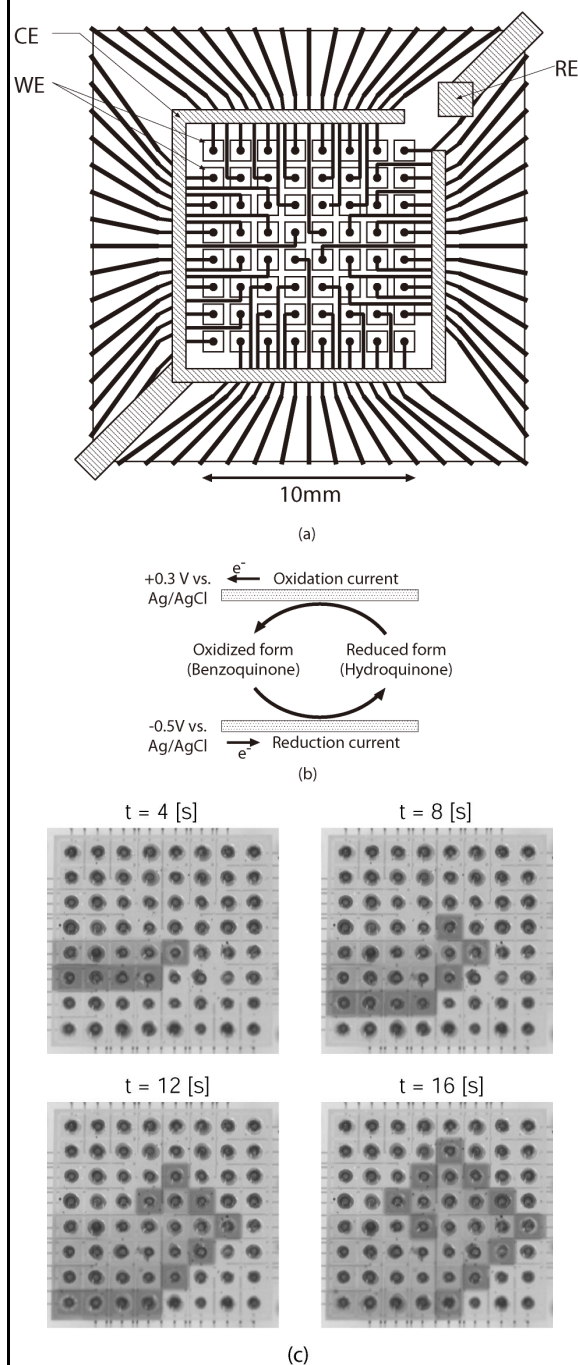 CE
WE
RE
10mm
(a)
+0.3 V vs.
Ag/AgCl
e-
Oxidation current
Oxidized form
(Benzoquinone)
Reduced form
(Hydroquinone)
-0.5V vs.
Ag/AgCl
e-
Reduction current
(b)
t = 4 [s]
t = 8 [s]
t = 12 [s]
t = 16 [s]
(c)